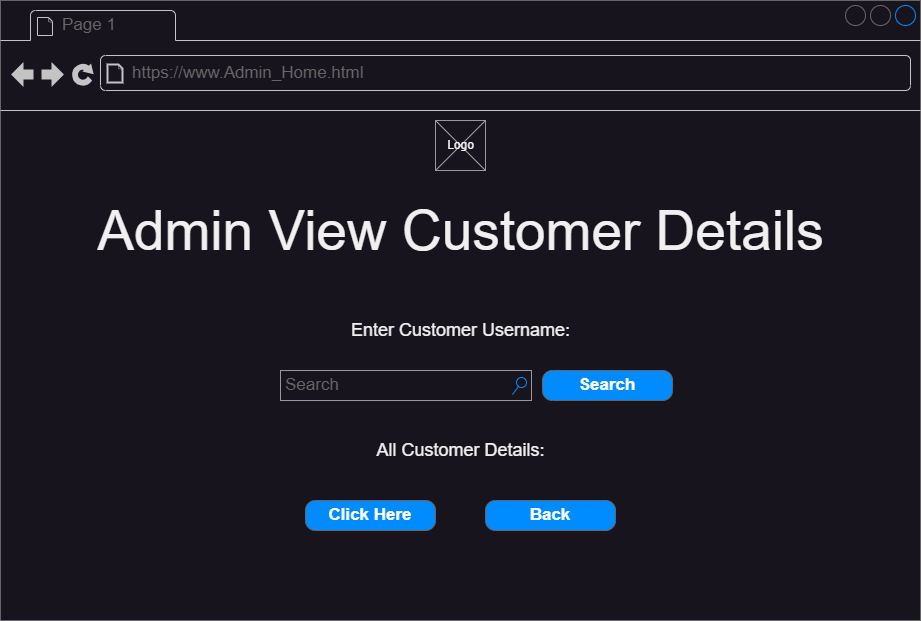 Page 1
https://www.Admin_Home.html
Logo
Admin View Customer Details
Enter Customer Username:
Search
Search
All Customer Details:
Click Here
Back